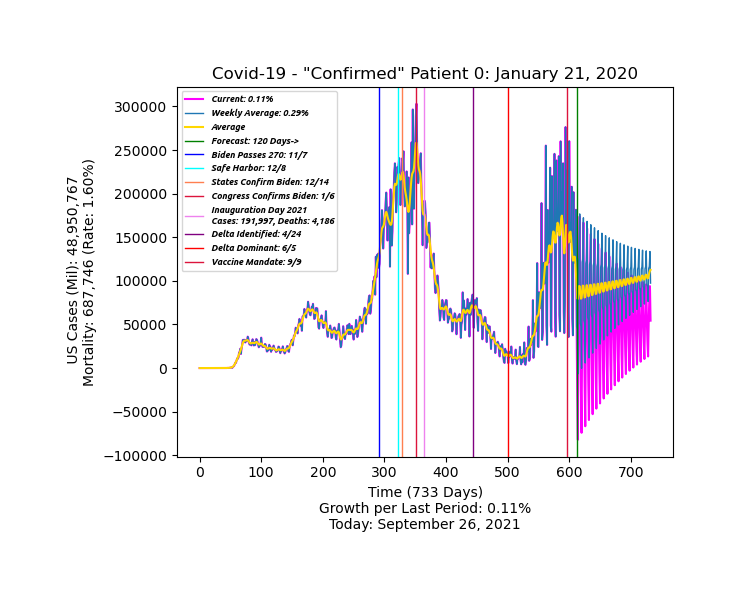 Covid-19 - "Confirmed" Patient 0: January 21, 2020
300000
250000
200000
150000
100000
50000
0
−50000
−100000
US Cases (Mil): 48,950,767
Mortality: 687,746 (Rate: 1.60%)
Current: 0.11%
Weekly Average: 0.29%
Average
Forecast: 120 Days->
Biden Passes 270: 11/7
Safe Harbor: 12/8
States Confirm Biden: 12/14
Congress Confirms Biden: 1/6
Inauguration Day 2021
Cases: 191,997, Deaths: 4,186
Delta Identified: 4/24
Delta Dominant: 6/5
Vaccine Mandate: 9/9
0 100 200 300 400 500 600 700
Time (733 Days)
Growth per Last Period: 0.11%
Today: September 26, 2021